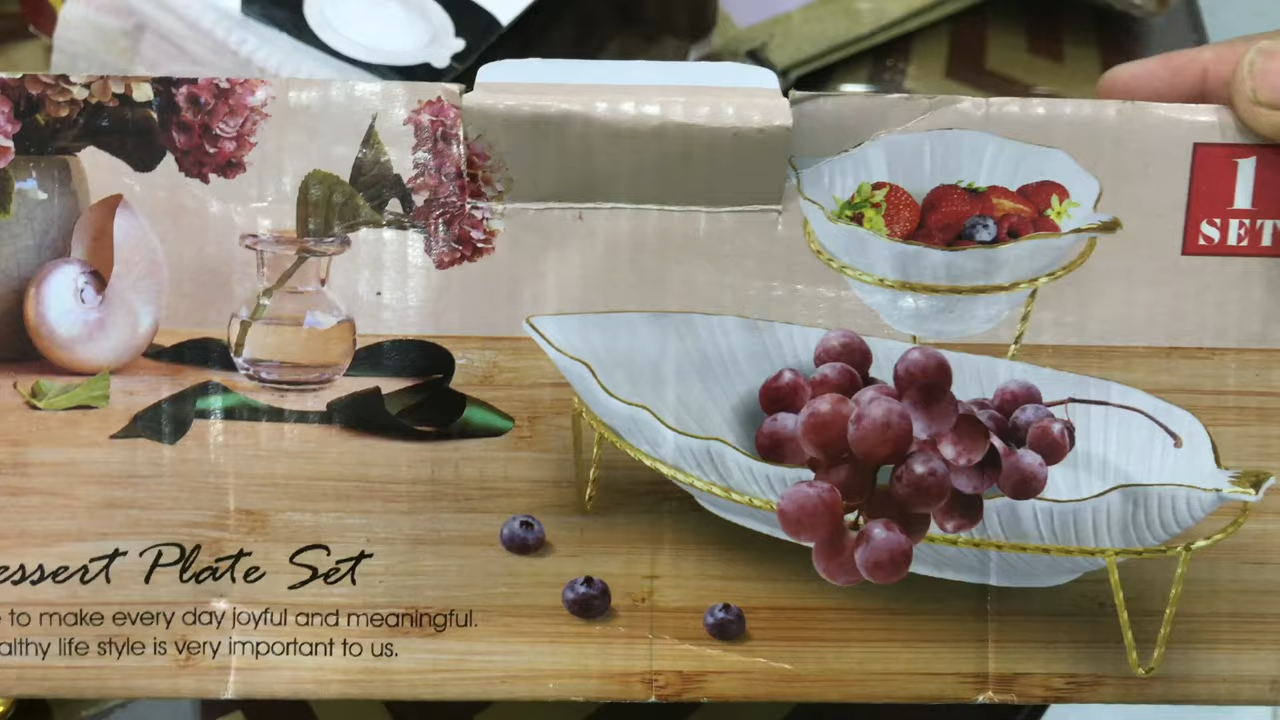 1
SET
essert Plate Set
to make every day joyful and meaningful.
althy life style is very important to us.